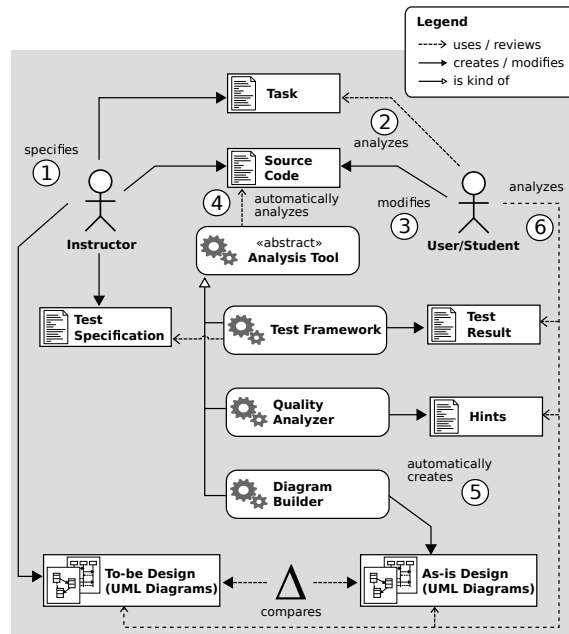 Legend
uses / reviews
creates / modifies
is kind of
Task
2
analyzes
specifies
1
Source
Code
4
automatically
analyzes
modifies
3
analyzes
6
Instructor
User/Student
«abstract»
Analysis Tool
Test
Specification
Test Framework
Test
Result
Quality
Analyzer
Hints
automatically
creates
5
Diagram
Builder
To-be Design
(UML Diagrams)
Δ
compares
As-is Design
(UML Diagrams)